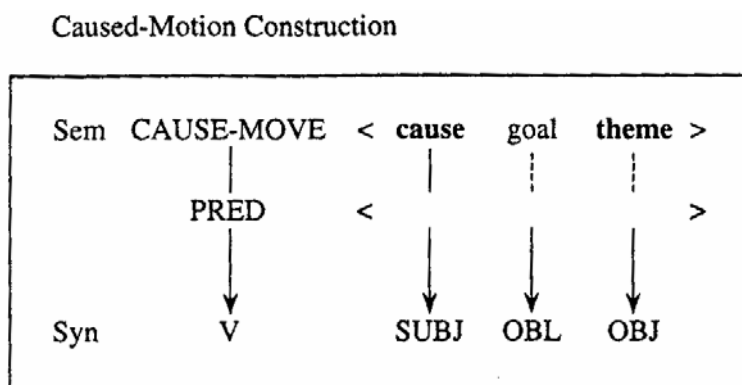 Caused-Motion Construction
Sem CAUSE-MOVE < cause goal theme >
PRED < >
Syn V SUBJ OBL OBJ